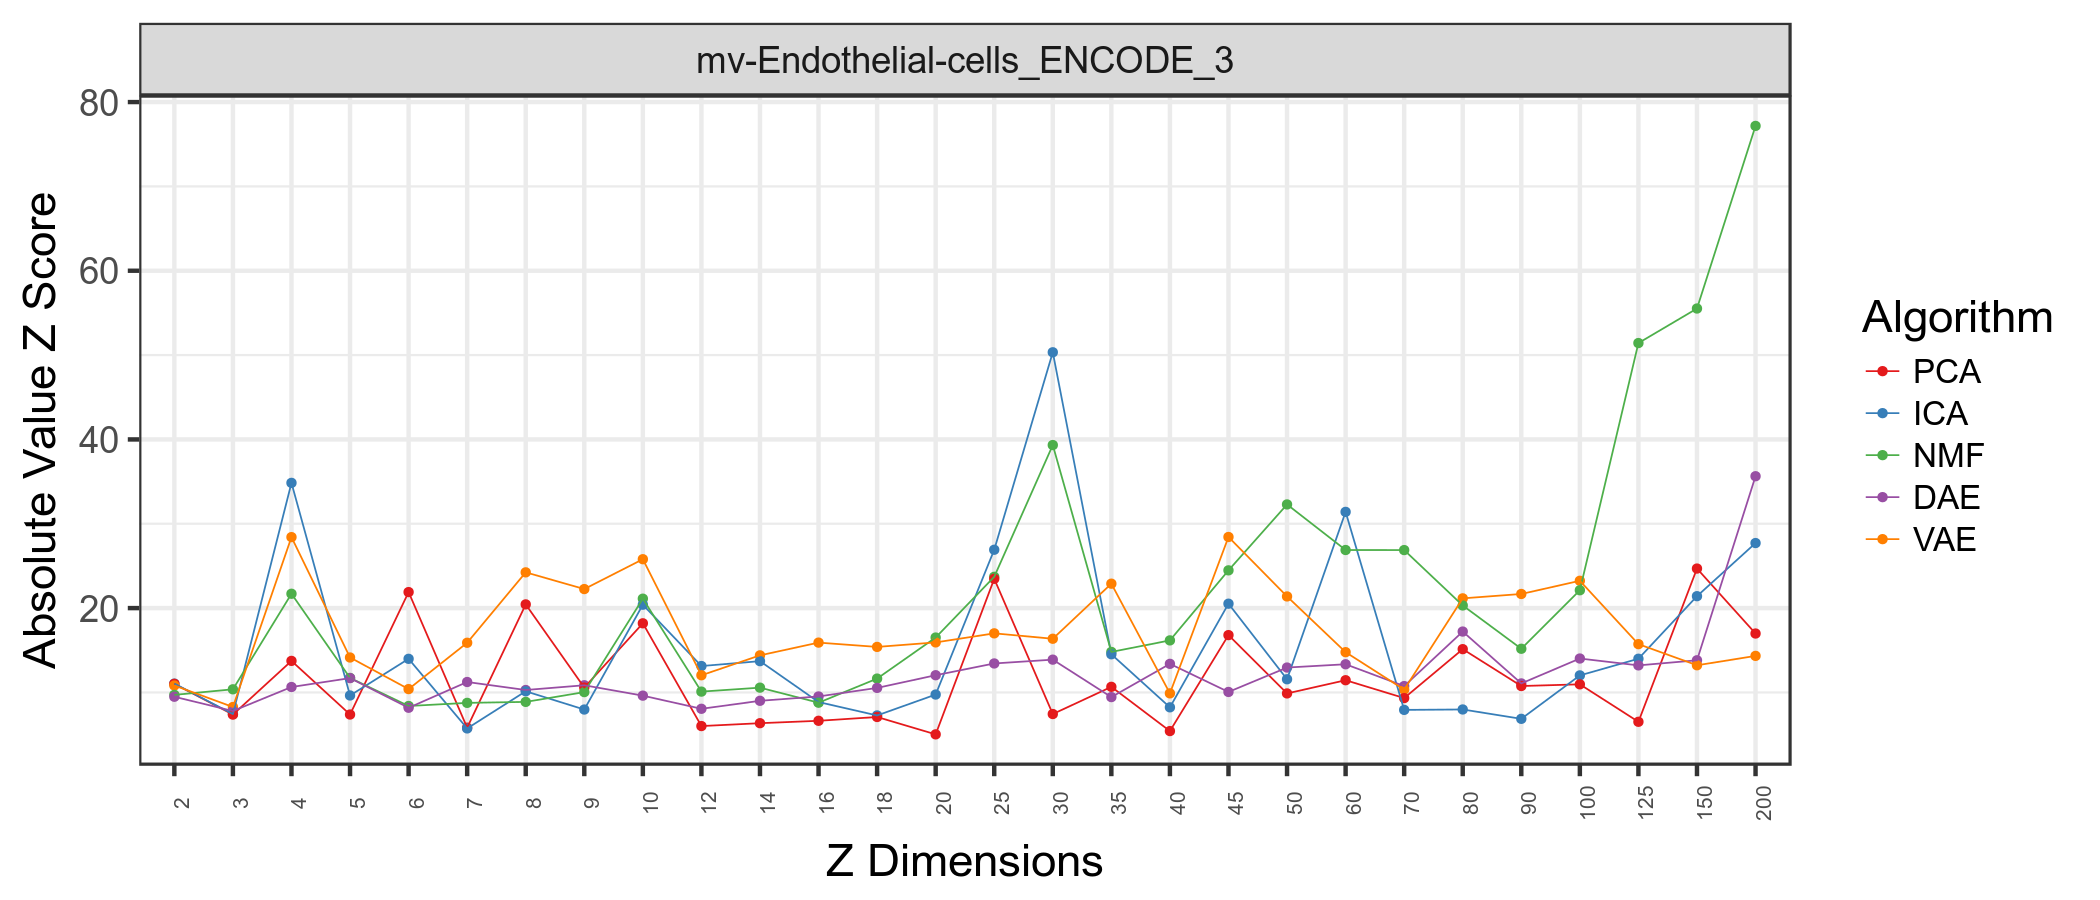 mv-Endothelial-cells_ENCODE_3
Absolute Value Z Score
80
60
40
20
2 3 4 5 6 7 8 9 10 12 14 16 18 20 25 30 35 40 45 50 60 70 80 90 100 125 150 200
Z Dimensions
Algorithm
PCA
ICA
NMF
DAE
VAE